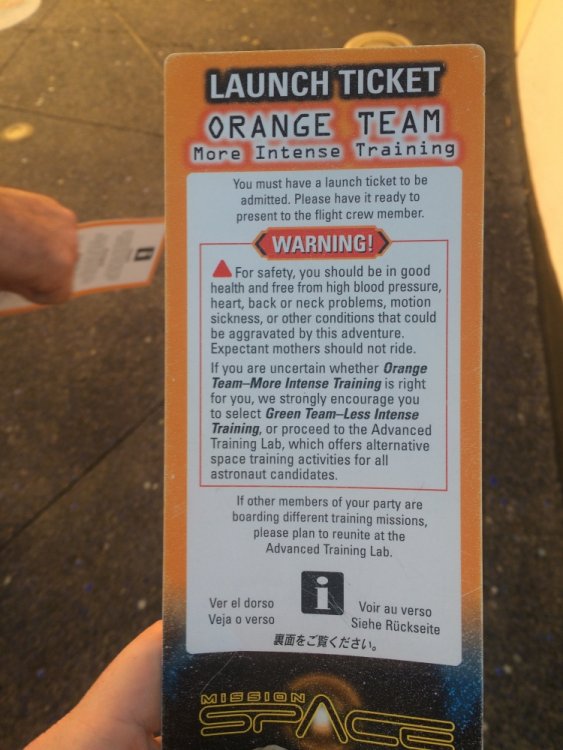 LAUNCH TICKET
ORANGE TEAM
More Intense Training
You must have a launch ticket to be
admitted. Please have it ready to
present to the flight crew member.
WARNING!
For safety, you should be in good
health and free from high blood pressure,
heart, back or neck problems, motion
sickness, or other conditions that could
be aggravated by this adventure.
Expectant mothers should not ride.
If you are uncertain whether Orange
Team–More Intense Training is right
for you, we strongly encourage you
to select Green Team–Less Intense
Training, or proceed to the Advanced
Training Lab, which offers alternative
space training activities for all
astronaut candidates.
If other members of your party are
boarding different training missions,
please plan to reunite at the
Advanced Training Lab.
i
Ver el dorso
Veja o verso
Voir au verso
Siehe Rückseite
裏面をご覧ください。
MISSION
SPACE